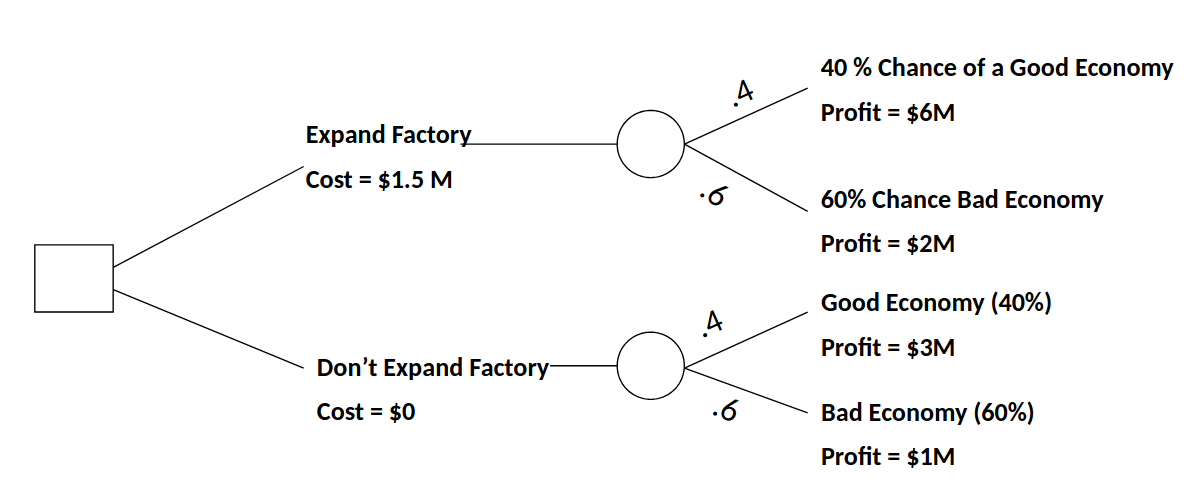 40 % Chance of a Good Economy
.4
Profit = $6M
Expand Factory
Cost = $1.5 M
.6
60% Chance Bad Economy
Profit = $2M
Good Economy (40%)
.4
Profit = $3M
Don’t Expand Factory
Cost = $0
.6
Bad Economy (60%)
Profit = $1M